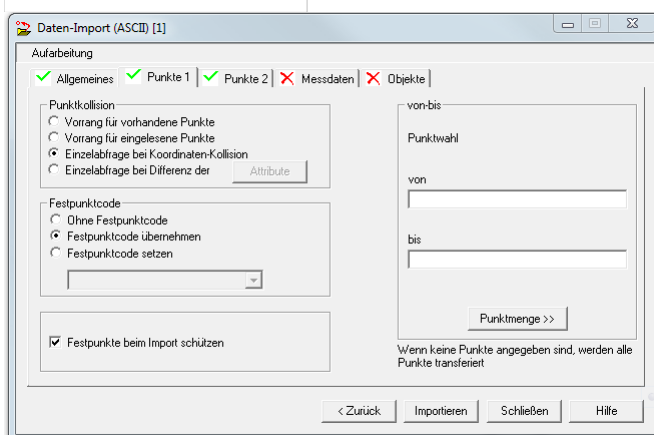 Daten-Import (ASCII) [1]
Aufarbeitung
Allgemeines
Punkte 1
Punkte 2
Messdaten
Objekte
Punktkollision
Vorrang für vorhandene Punkte
Vorrang für eingelesene Punkte
Einzelabfrage bei Koordinaten-Kollision
Einzelabfrage bei Differenz der
Attribute
Festpunktcode
Ohne Festpunktcode
Festpunktcode übernehmen
Festpunktcode setzen
Festpunkte beim Import schützen
von-bis
Punktwahl
von
bis
Punktmenge >>
Wenn keine Punkte angegeben sind, werden alle
Punkte transferiert
< Zurück
Importieren
Schließen
Hilfe